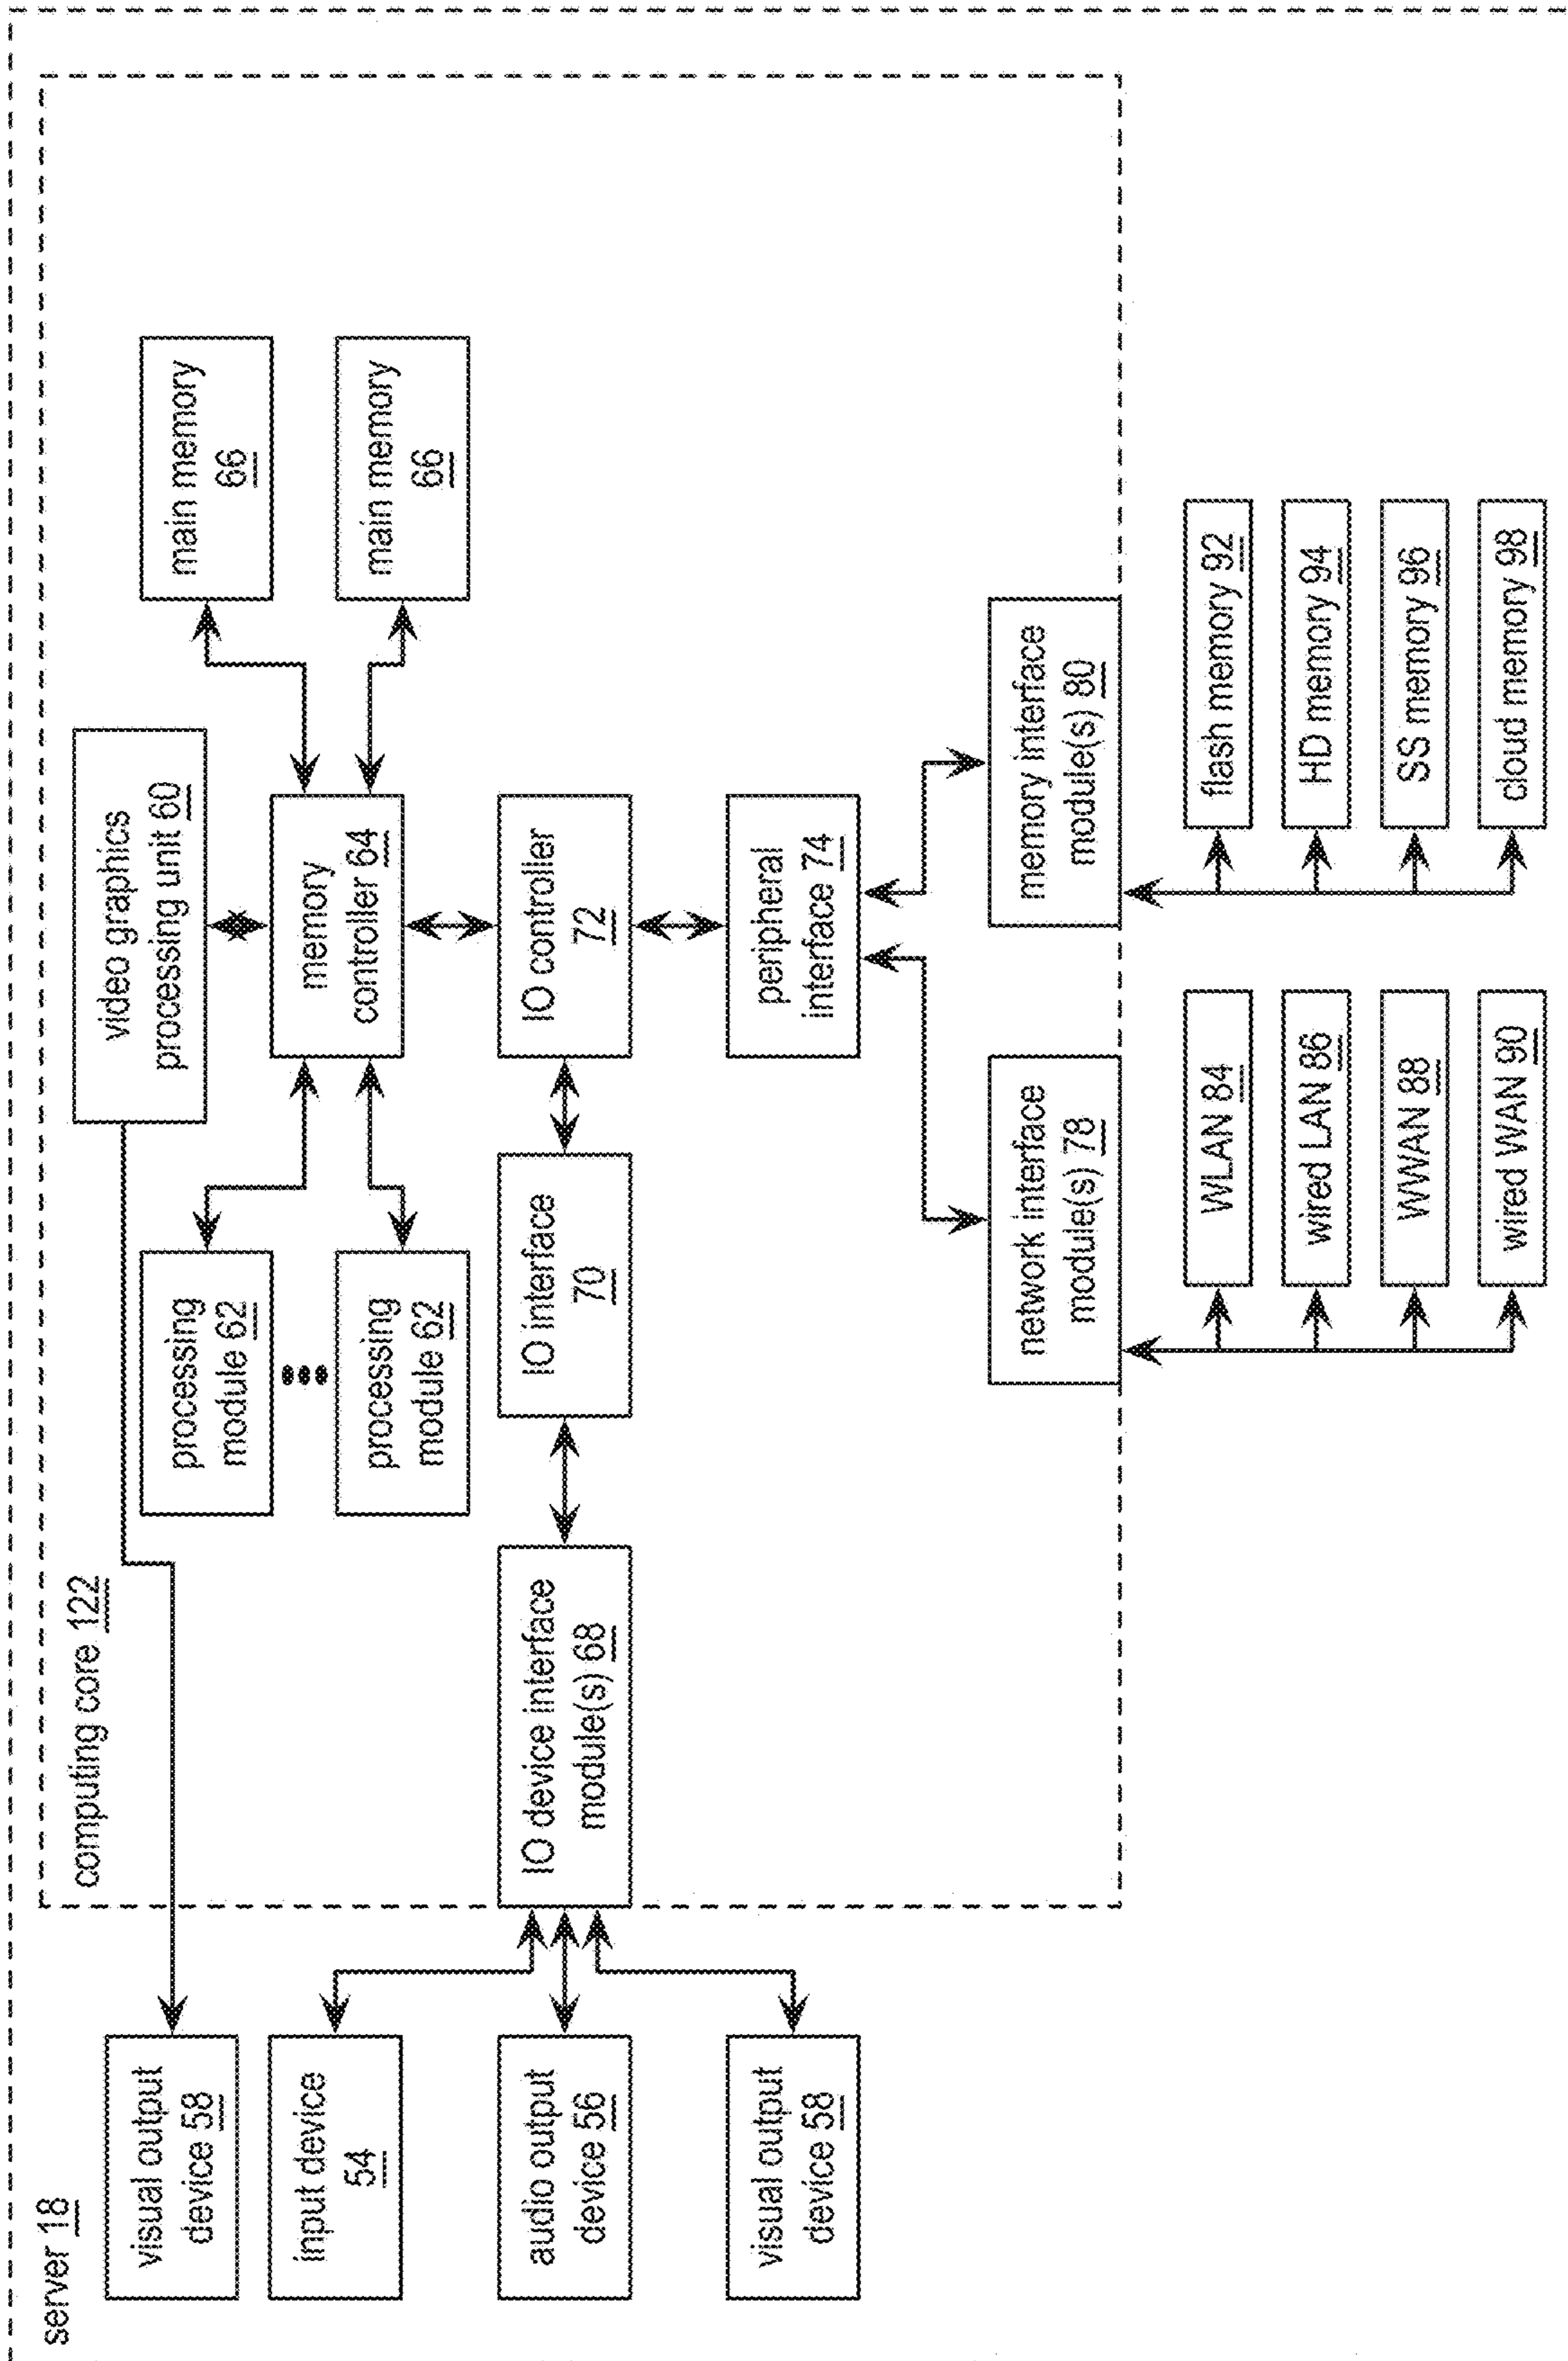 server 18
computing core 122
visual output
device 58
input device
54
audio output
device 56
visual output
device 58
video graphics
processing unit 60
processing
module 62
processing
module 62
memory
controller 64
main memory
66
main memory
66
IO device interface
module(s) 68
IO interface
70
IO controller
72
peripheral
interface 74
network interface
module(s) 78
memory interface
module(s) 80
WLAN 84
wired LAN 86
WWAN 88
wired WAN 90
flash memory 92
HD memory 94
SS memory 96
cloud memory 98